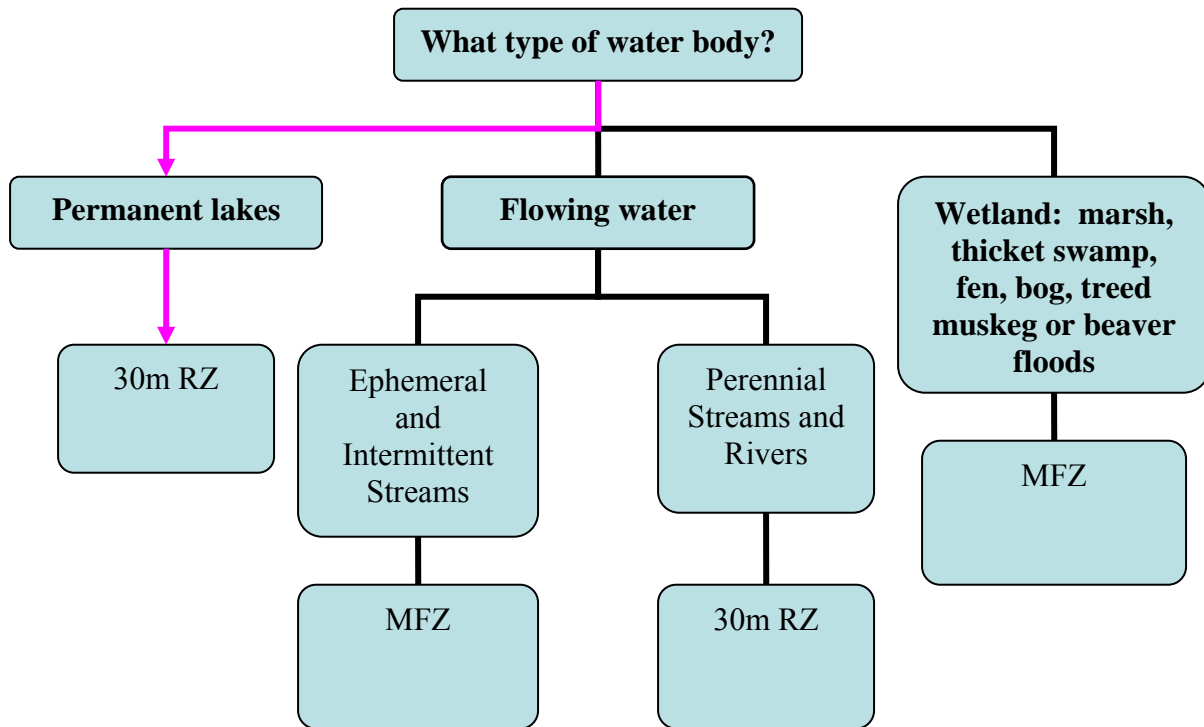 What type of water body?
Permanent lakes
Flowing water
Wetland: marsh,
thicket swamp,
fen, bog, treed
muskeg or beaver
floods
30m RZ
Ephemeral
and
Intermittent
Streams
Perennial
Streams and
Rivers
MFZ
MFZ
30m RZ